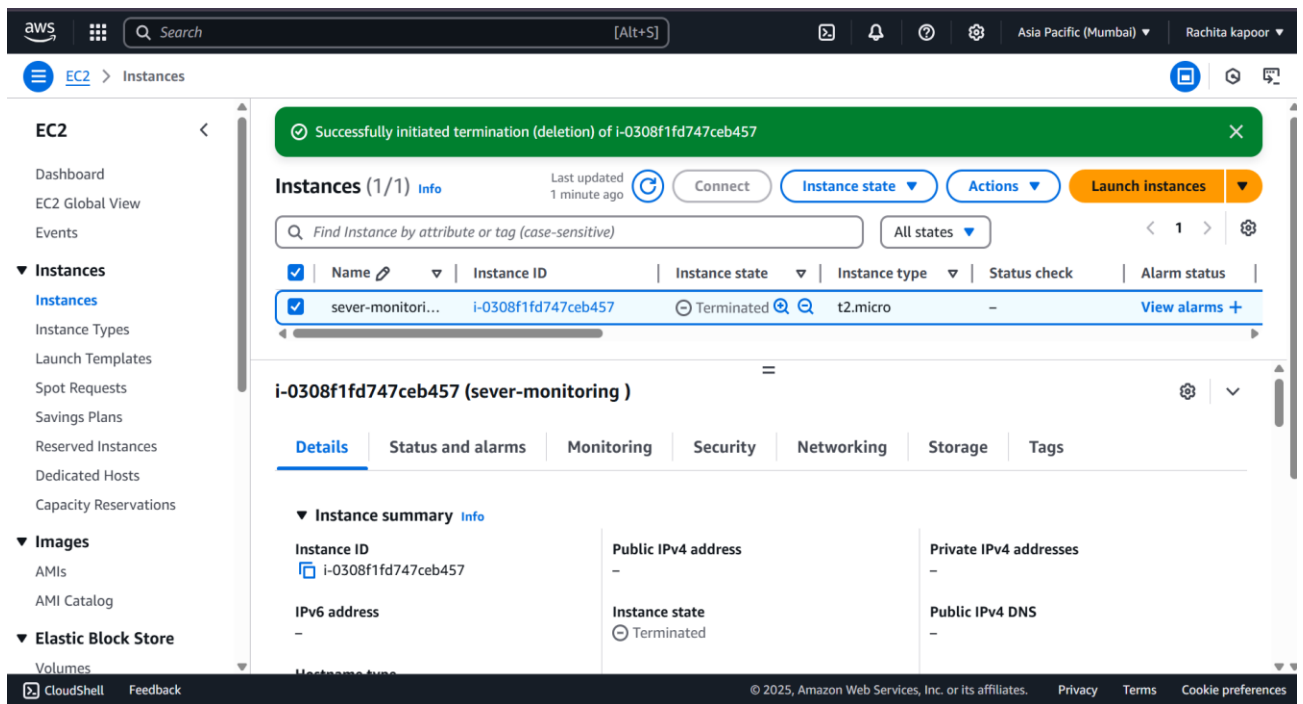 aws
Search [Alt+S] Asia Pacific (Mumbai) ▼ Rachita kapoor ▼
EC2 > Instances
EC2
Dashboard
EC2 Global View
Events
▼ Instances
Instances
Instance Types
Launch Templates
Spot Requests
Savings Plans
Reserved Instances
Dedicated Hosts
Capacity Reservations
▼ Images
AMIs
AMI Catalog
▼ Elastic Block Store
Volumes
Successfully initiated termination (deletion) of i-0308f1fd747ceb457
Instances (1/1) Info
Last updated
1 minute ago
Connect Instance state ▼ Actions ▼ Launch instances ▼
Find Instance by attribute or tag (case-sensitive) All states ▼ < 1 >
Name Instance ID Instance state Instance type Status check Alarm status
sever-monitori... i-0308f1fd747ceb457 Terminated t2.micro – View alarms +
i-0308f1fd747ceb457 (sever-monitoring )
Details Status and alarms Monitoring Security Networking Storage Tags
▼ Instance summary Info
Instance ID
i-0308f1fd747ceb457
Public IPv4 address
–
Private IPv4 addresses
–
IPv6 address
–
Instance state
Terminated
Public IPv4 DNS
–
Hostname type
CloudShell Feedback © 2025, Amazon Web Services, Inc. or its affiliates. Privacy Terms Cookie preferences